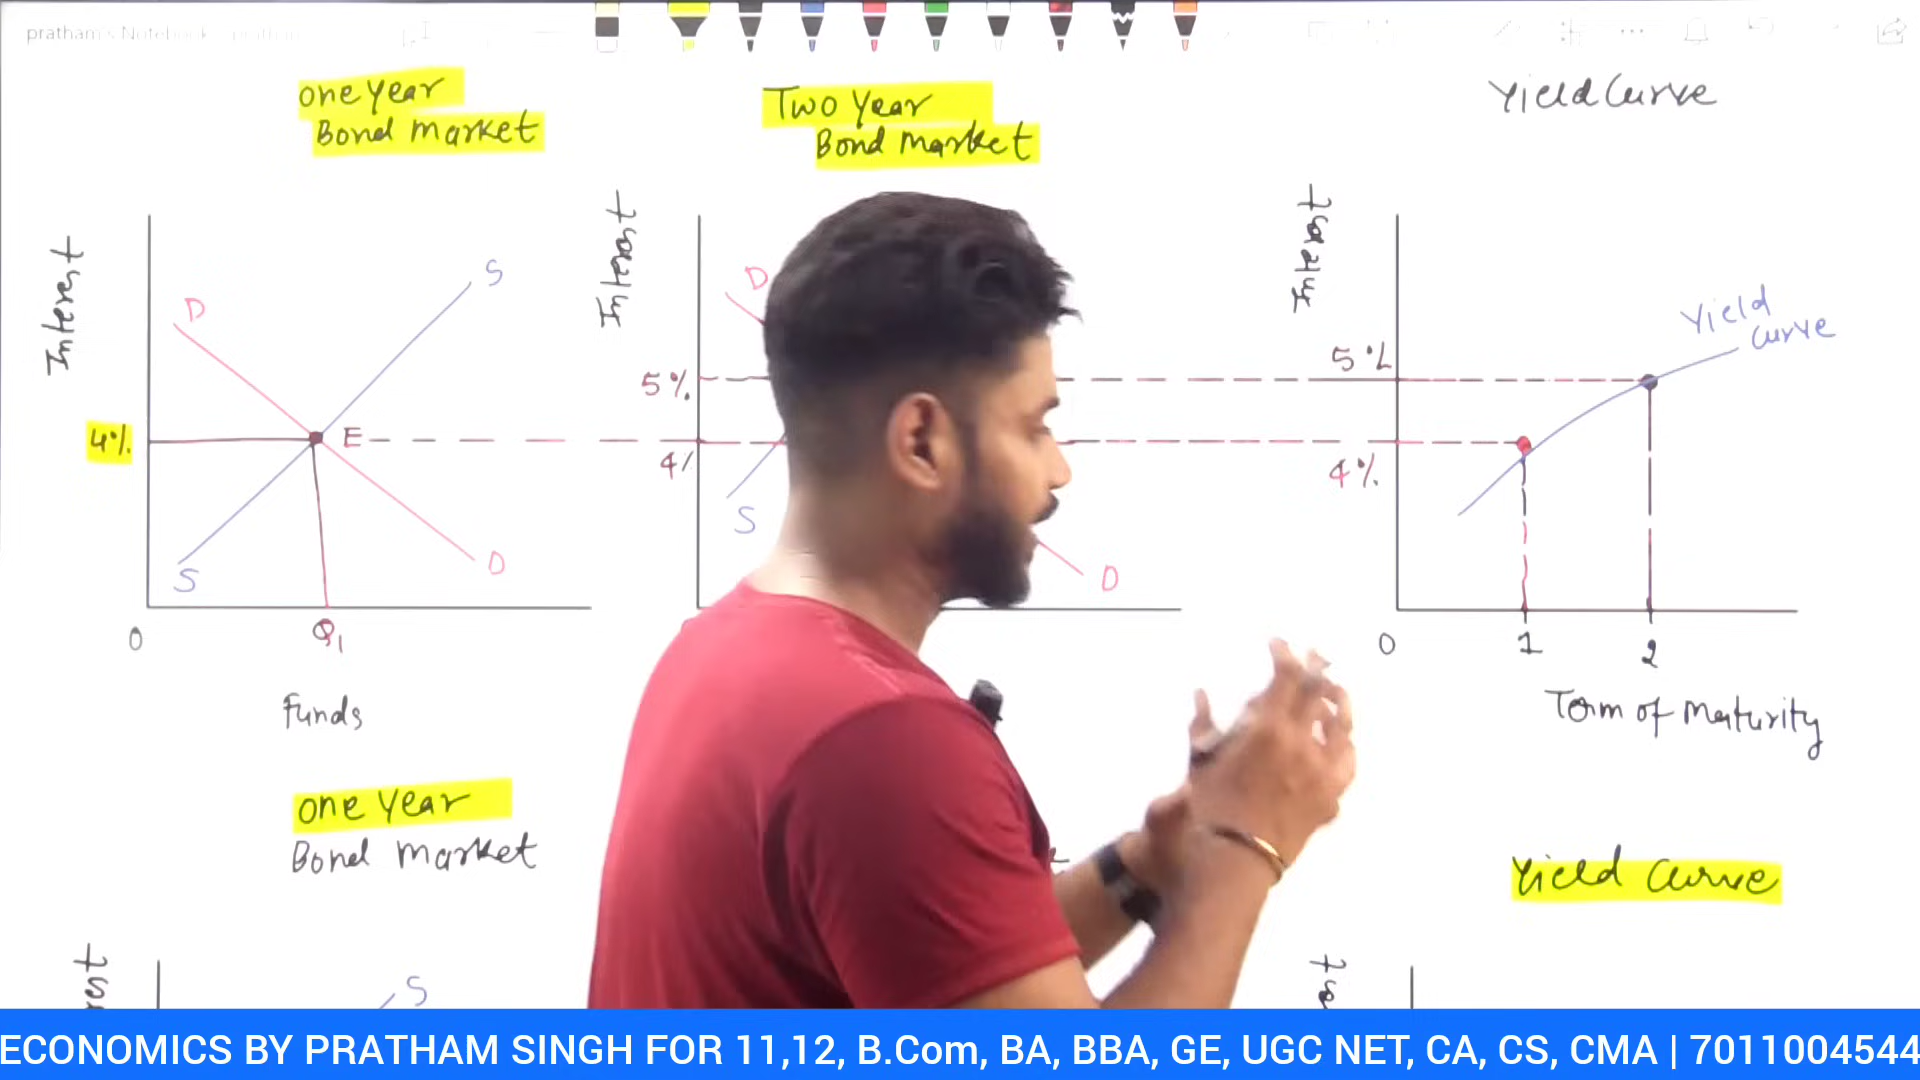 pratham's Notebook
one year
Bond market
Two Year
Bond market
Yield Curve
Interest
D
S
4%
E
S
D
0
Q1
Funds
Interest
D
5%
4%
S
D
Interest
5%
4%
Yield
curve
0
1
2
Term of Maturity
one Year
Bond market
Yield Curve
S
ECONOMICS BY PRATHAM SINGH FOR 11,12, B.Com, BA, BBA, GE, UGC NET, CA, CS, CMA | 7011004544